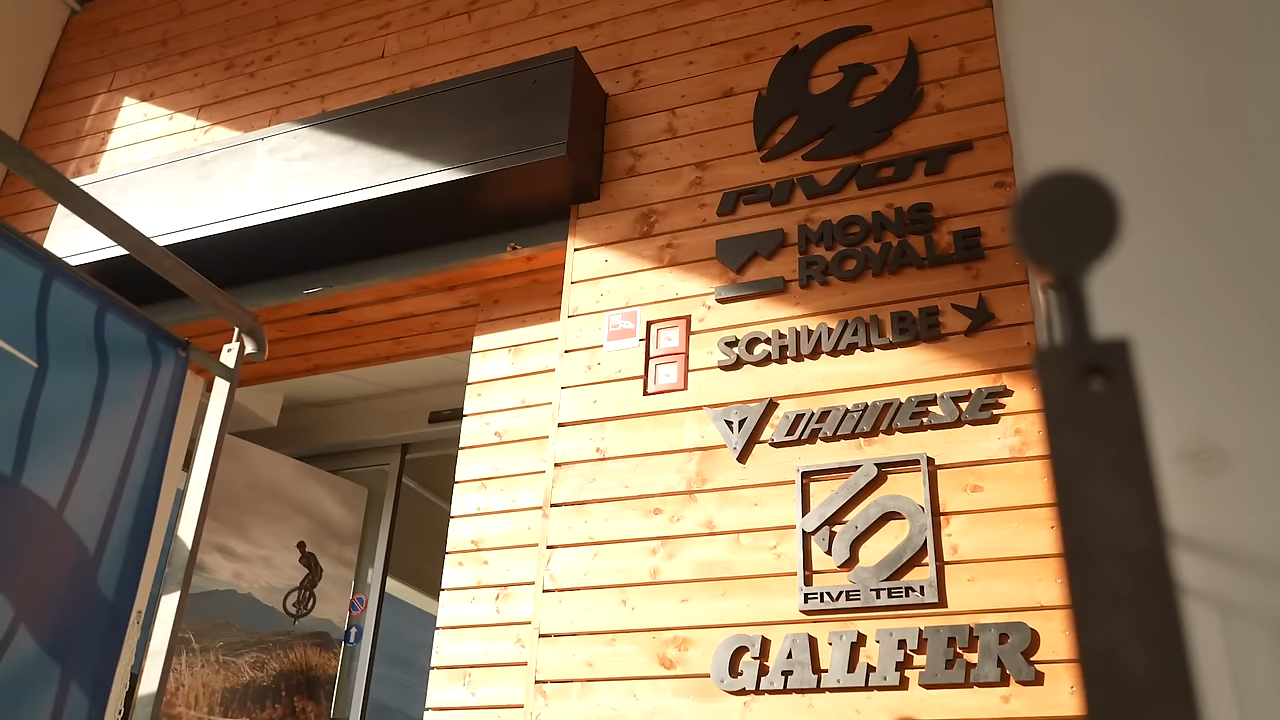 PIVOT
MONS
ROYALE
SCHWALBE
DAiNESE
FIVE TEN
GALFER